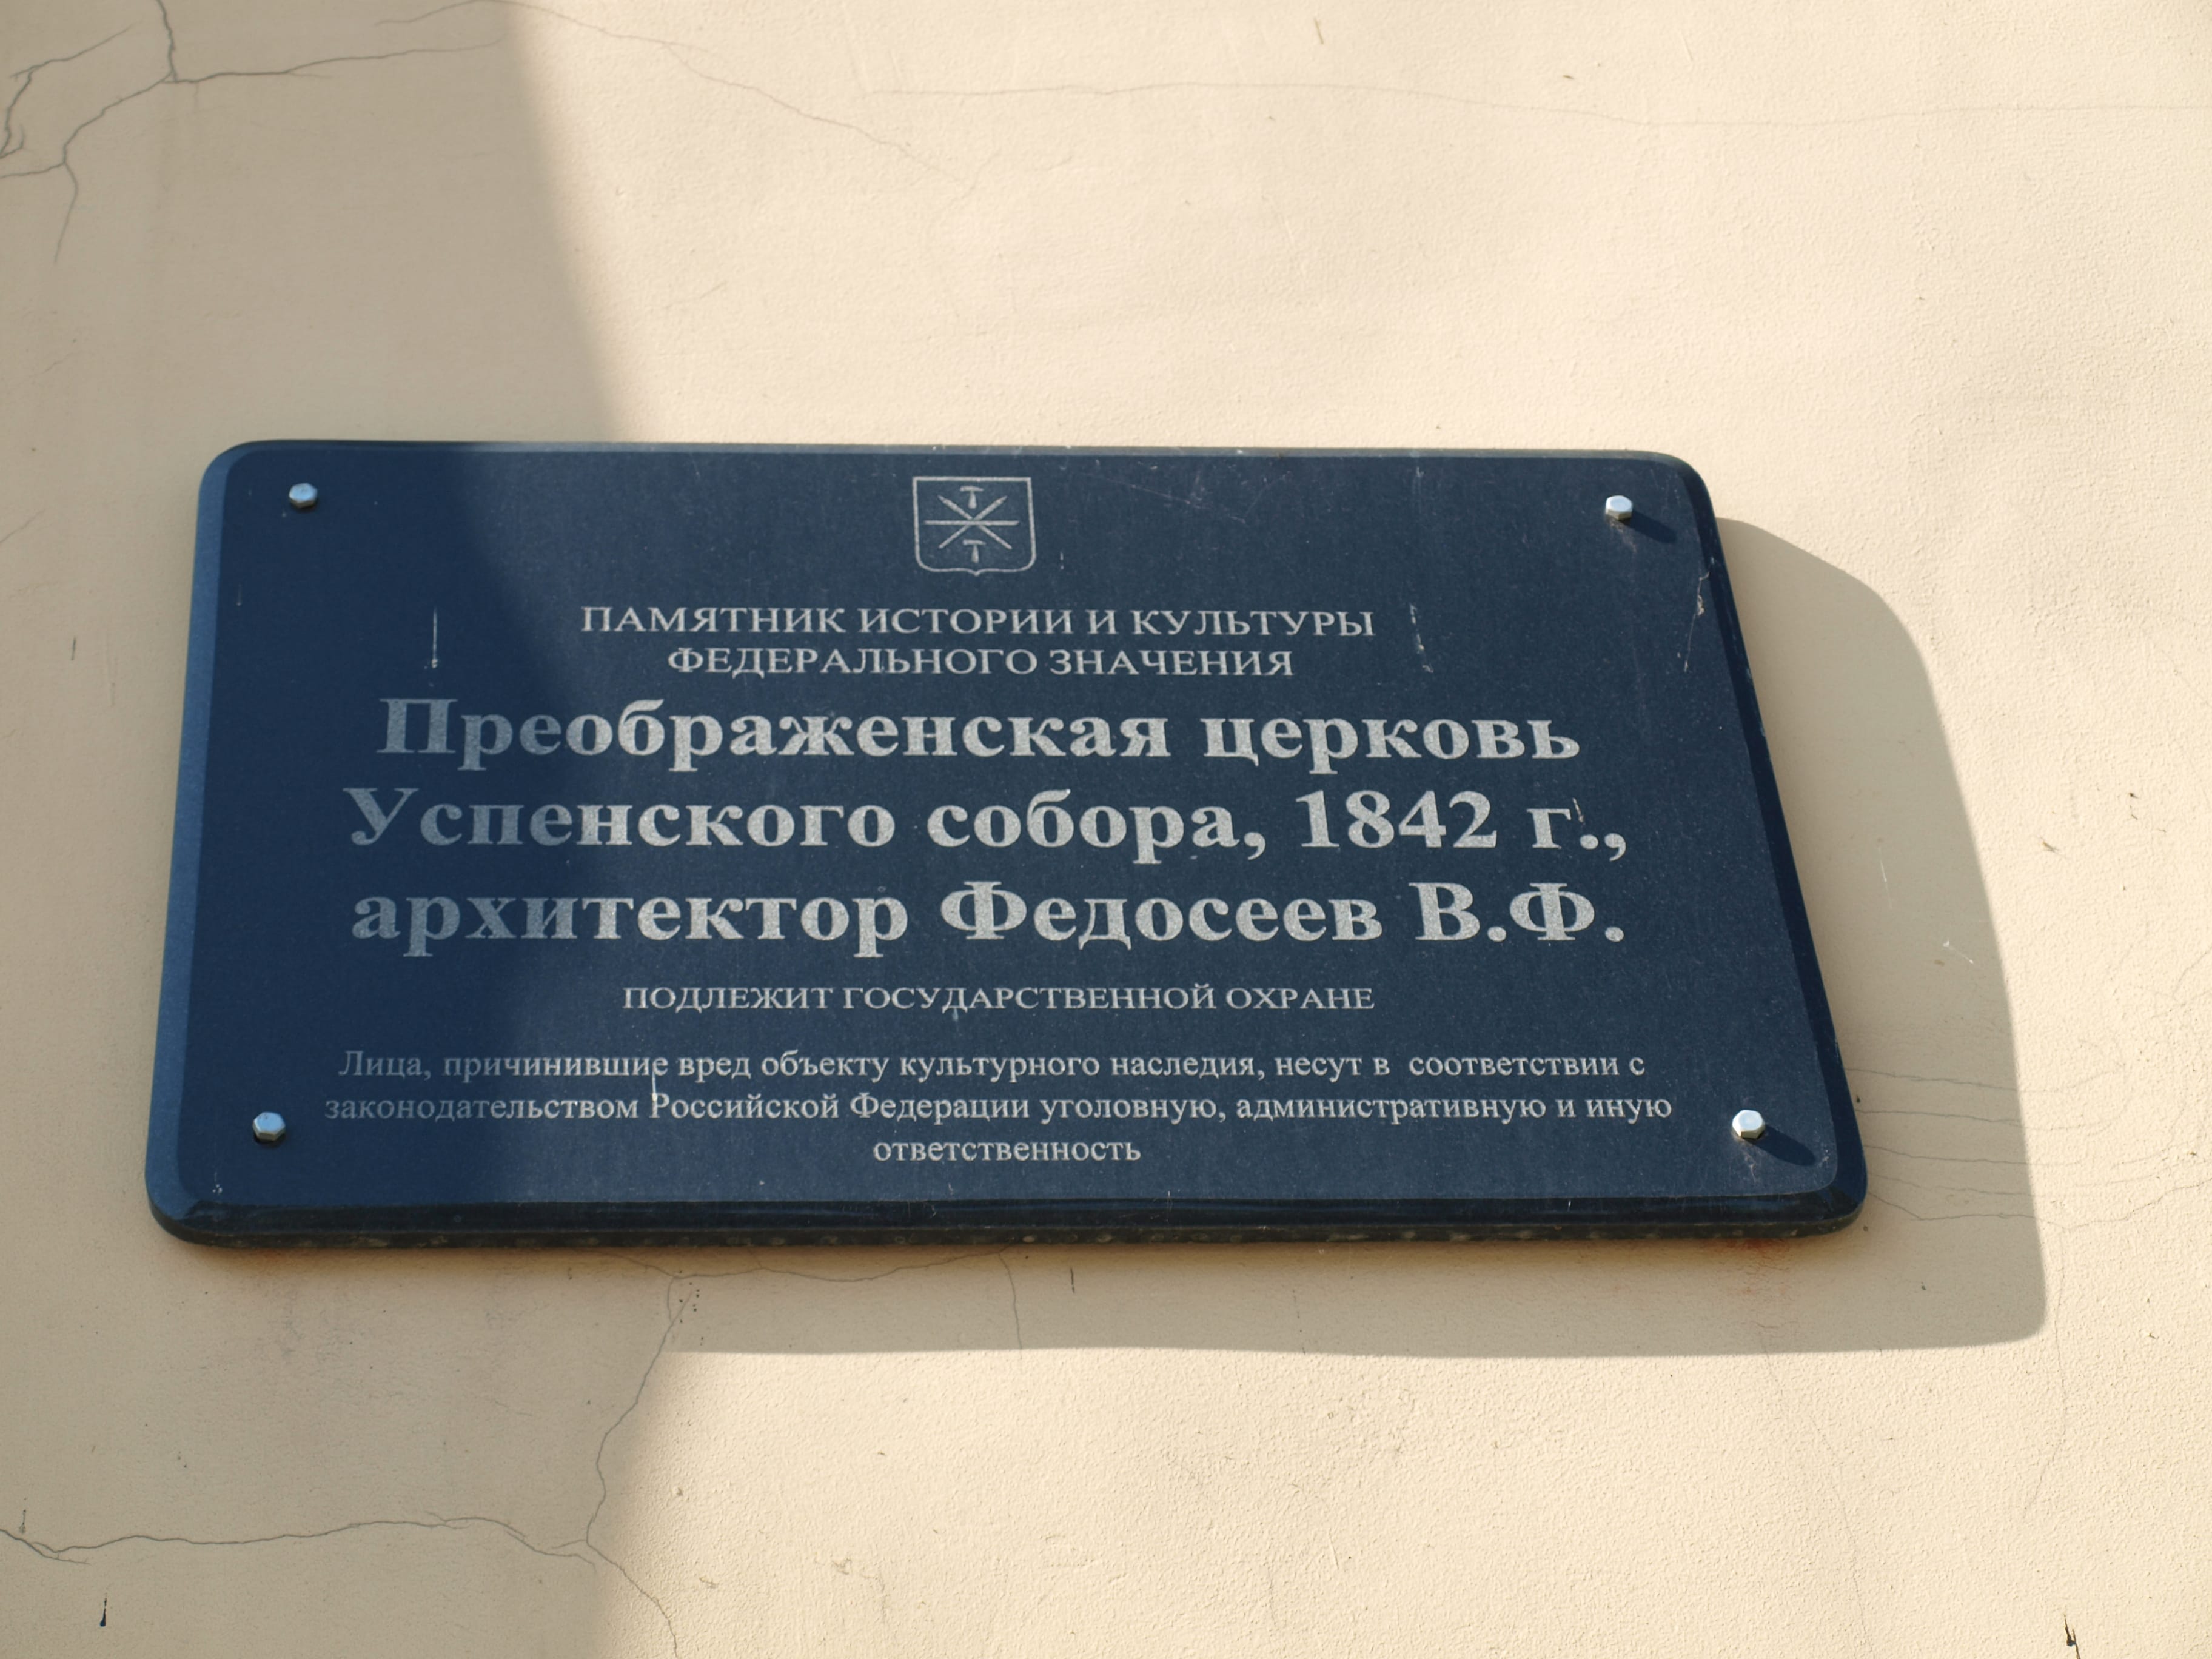 ПАМЯТНИК ИСТОРИИ И КУЛЬТУРЫ
ФЕДЕРАЛЬНОГО ЗНАЧЕНИЯ
Преображенская церковь
Успенского собора, 1842 г.,
архитектор Федосеев В.Ф.
ПОДЛЕЖИТ ГОСУДАРСТВЕННОЙ ОХРАНЕ
Лица, причинившие вред объекту культурного наследия, несут в соответствии с
законодательством Российской Федерации уголовную, административную и иную
ответственность